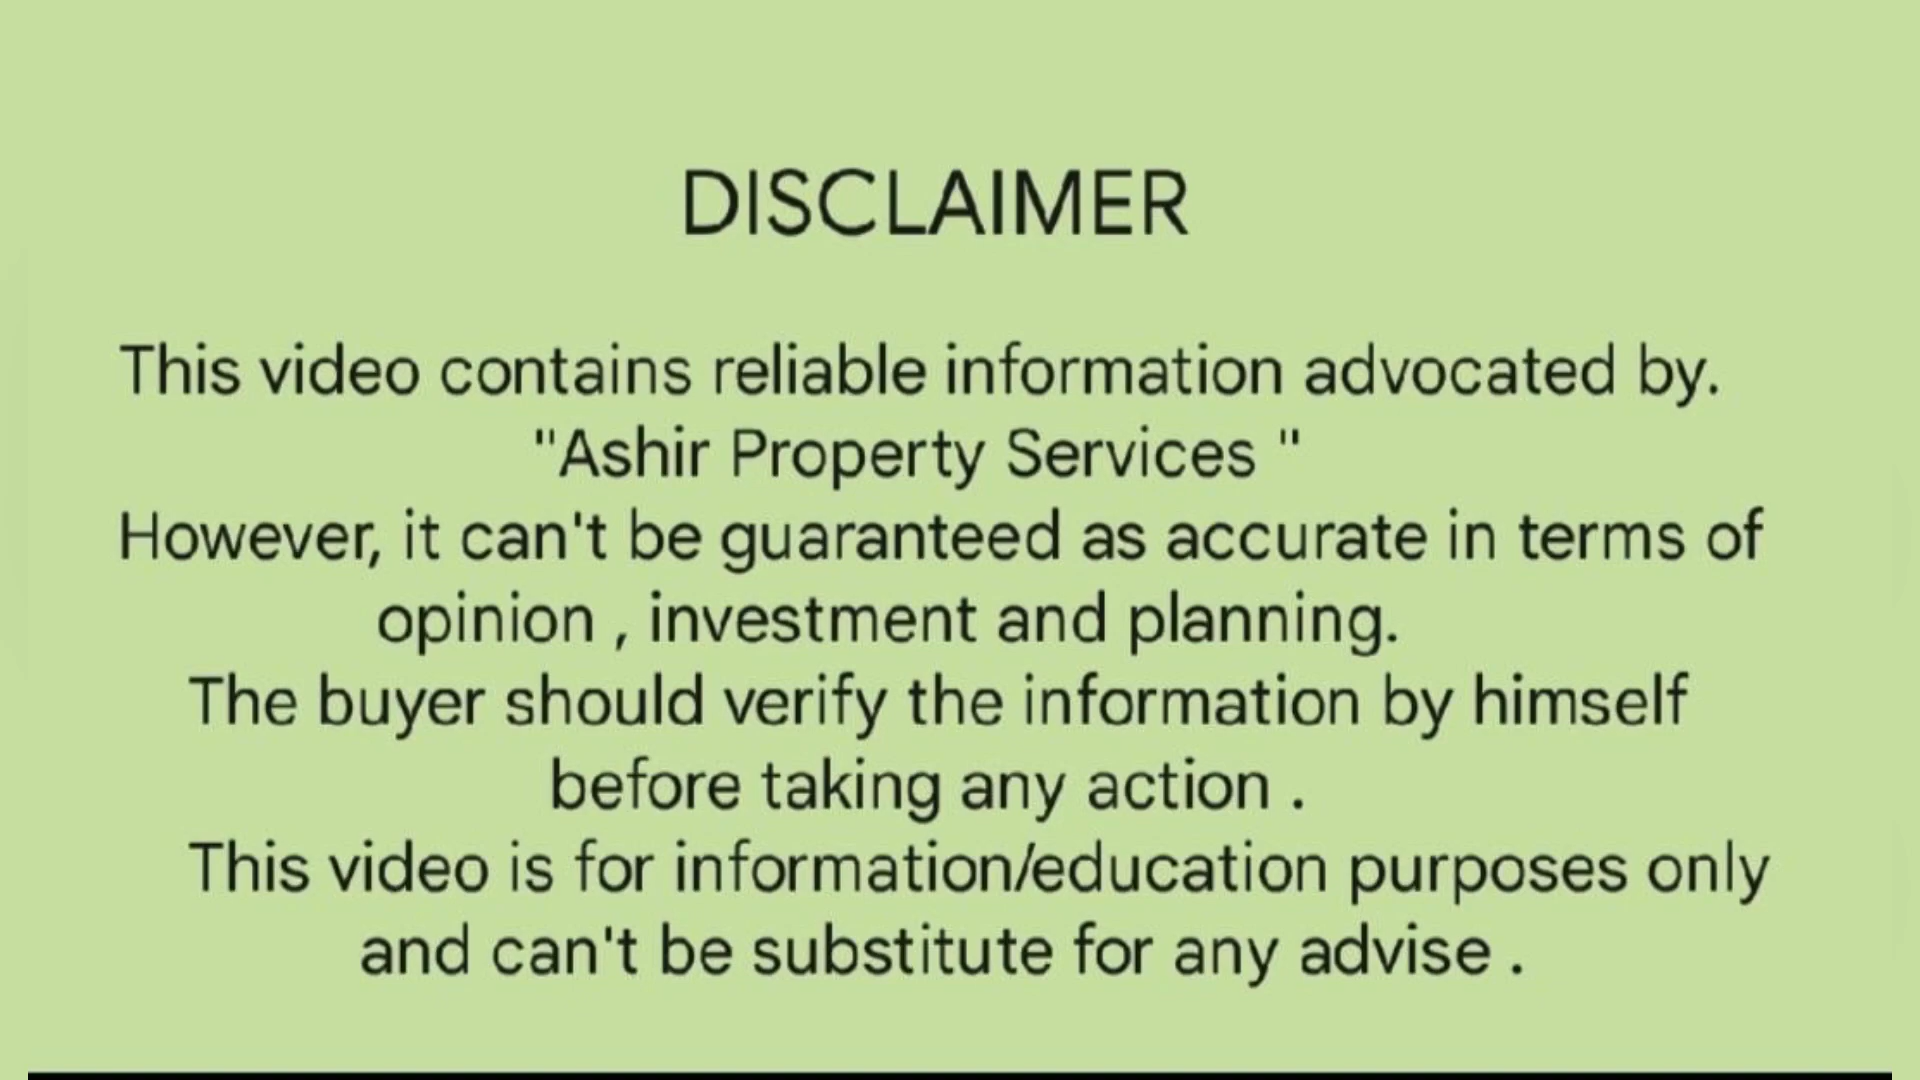 DISCLAIMER
This video contains reliable information advocated by.
"Ashir Property Services "
However, it can't be guaranteed as accurate in terms of
opinion , investment and planning.
The buyer should verify the information by himself
before taking any action .
This video is for information/education purposes only
and can't be substitute for any advise .